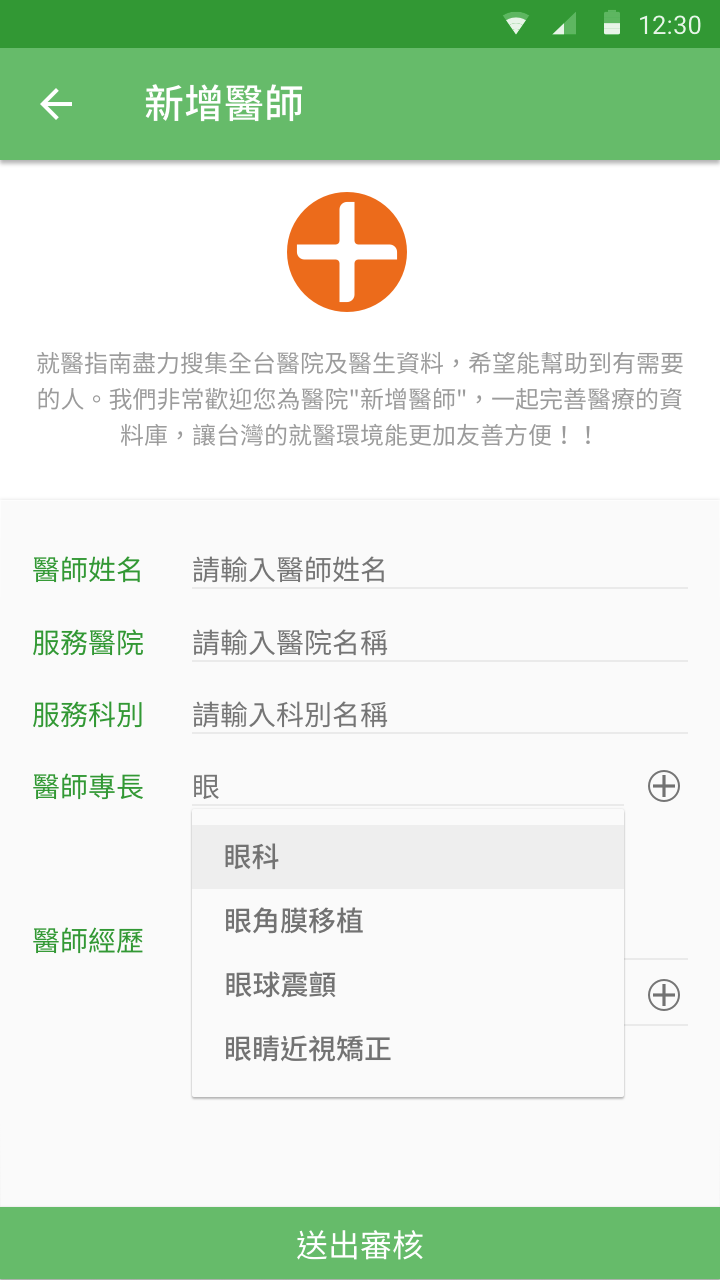 12:30
新增醫師
就醫指南盡力搜集全台醫院及醫生資料，希望能幫助到有需要
的人。我們非常歡迎您為醫院"新增醫師"，一起完善醫療的資
料庫，讓台灣的就醫環境能更加友善方便！！
醫師姓名 請輸入醫師姓名
服務醫院 請輸入醫院名稱
服務科別 請輸入科別名稱
醫師專長 眼
眼科
眼角膜移植
醫師經歷
眼球震顫
眼睛近視矯正
送出審核